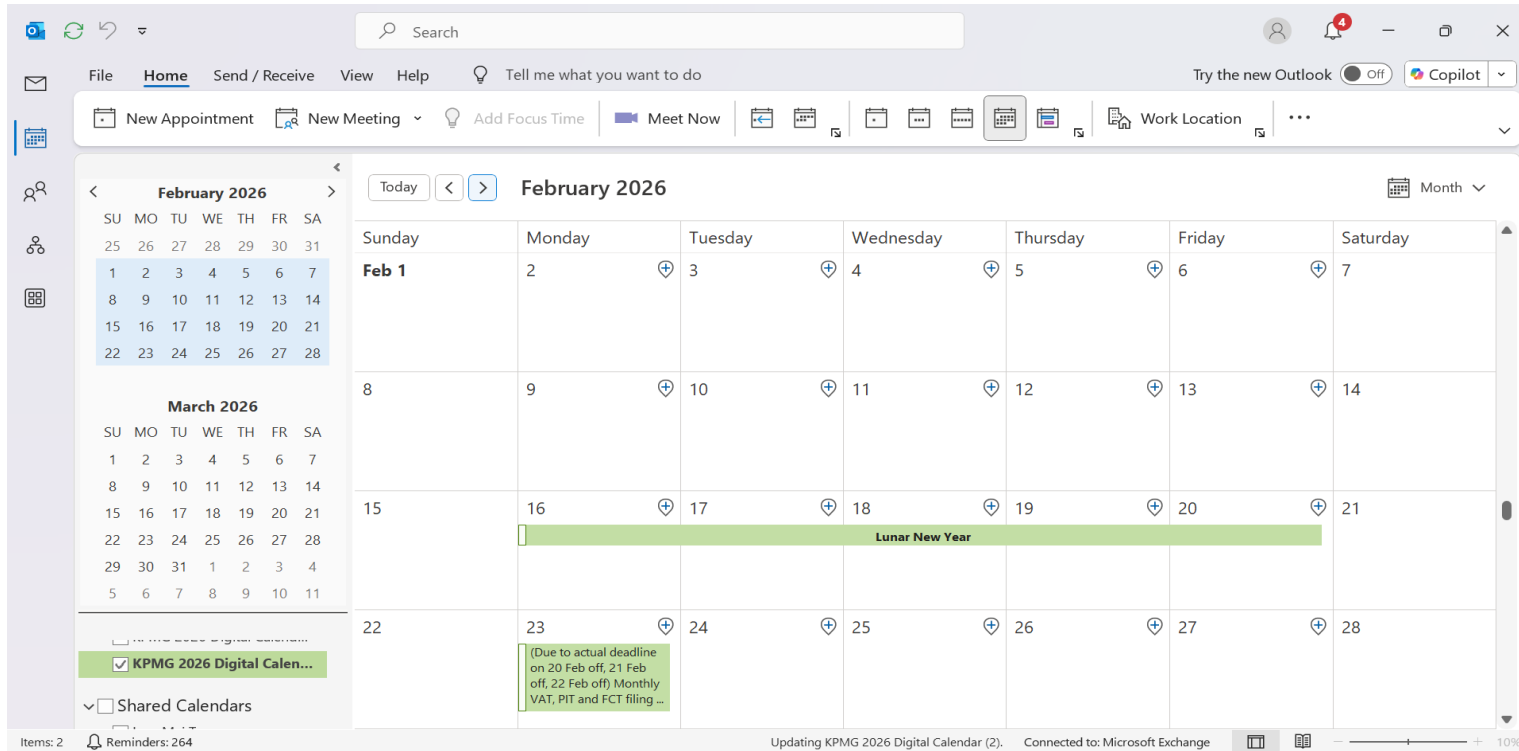 Search
4
File Home Send / Receive View Help Tell me what you want to do Try the new Outlook Off Copilot
New Appointment New Meeting Add Focus Time Meet Now Work Location
February 2026
SU MO TU WE TH FR SA
25 26 27 28 29 30 31
1 2 3 4 5 6 7
8 9 10 11 12 13 14
15 16 17 18 19 20 21
22 23 24 25 26 27 28
March 2026
SU MO TU WE TH FR SA
1 2 3 4 5 6 7
8 9 10 11 12 13 14
15 16 17 18 19 20 21
22 23 24 25 26 27 28
29 30 31 1 2 3 4
5 6 7 8 9 10 11
KPMG 2026 Digital Calen...
Shared Calendars
Today February 2026 Month
Sunday Monday Tuesday Wednesday Thursday Friday Saturday
Feb 1 2 3 4 5 6 7
8 9 10 11 12 13 14
15 16 17 18 19 20 21
Lunar New Year
22 23 24 25 26 27 28
(Due to actual deadline
on 20 Feb off, 21 Feb
off, 22 Feb off) Monthly
VAT, PIT and FCT filing ...
Items: 2 Reminders: 264 Updating KPMG 2026 Digital Calendar (2). Connected to: Microsoft Exchange